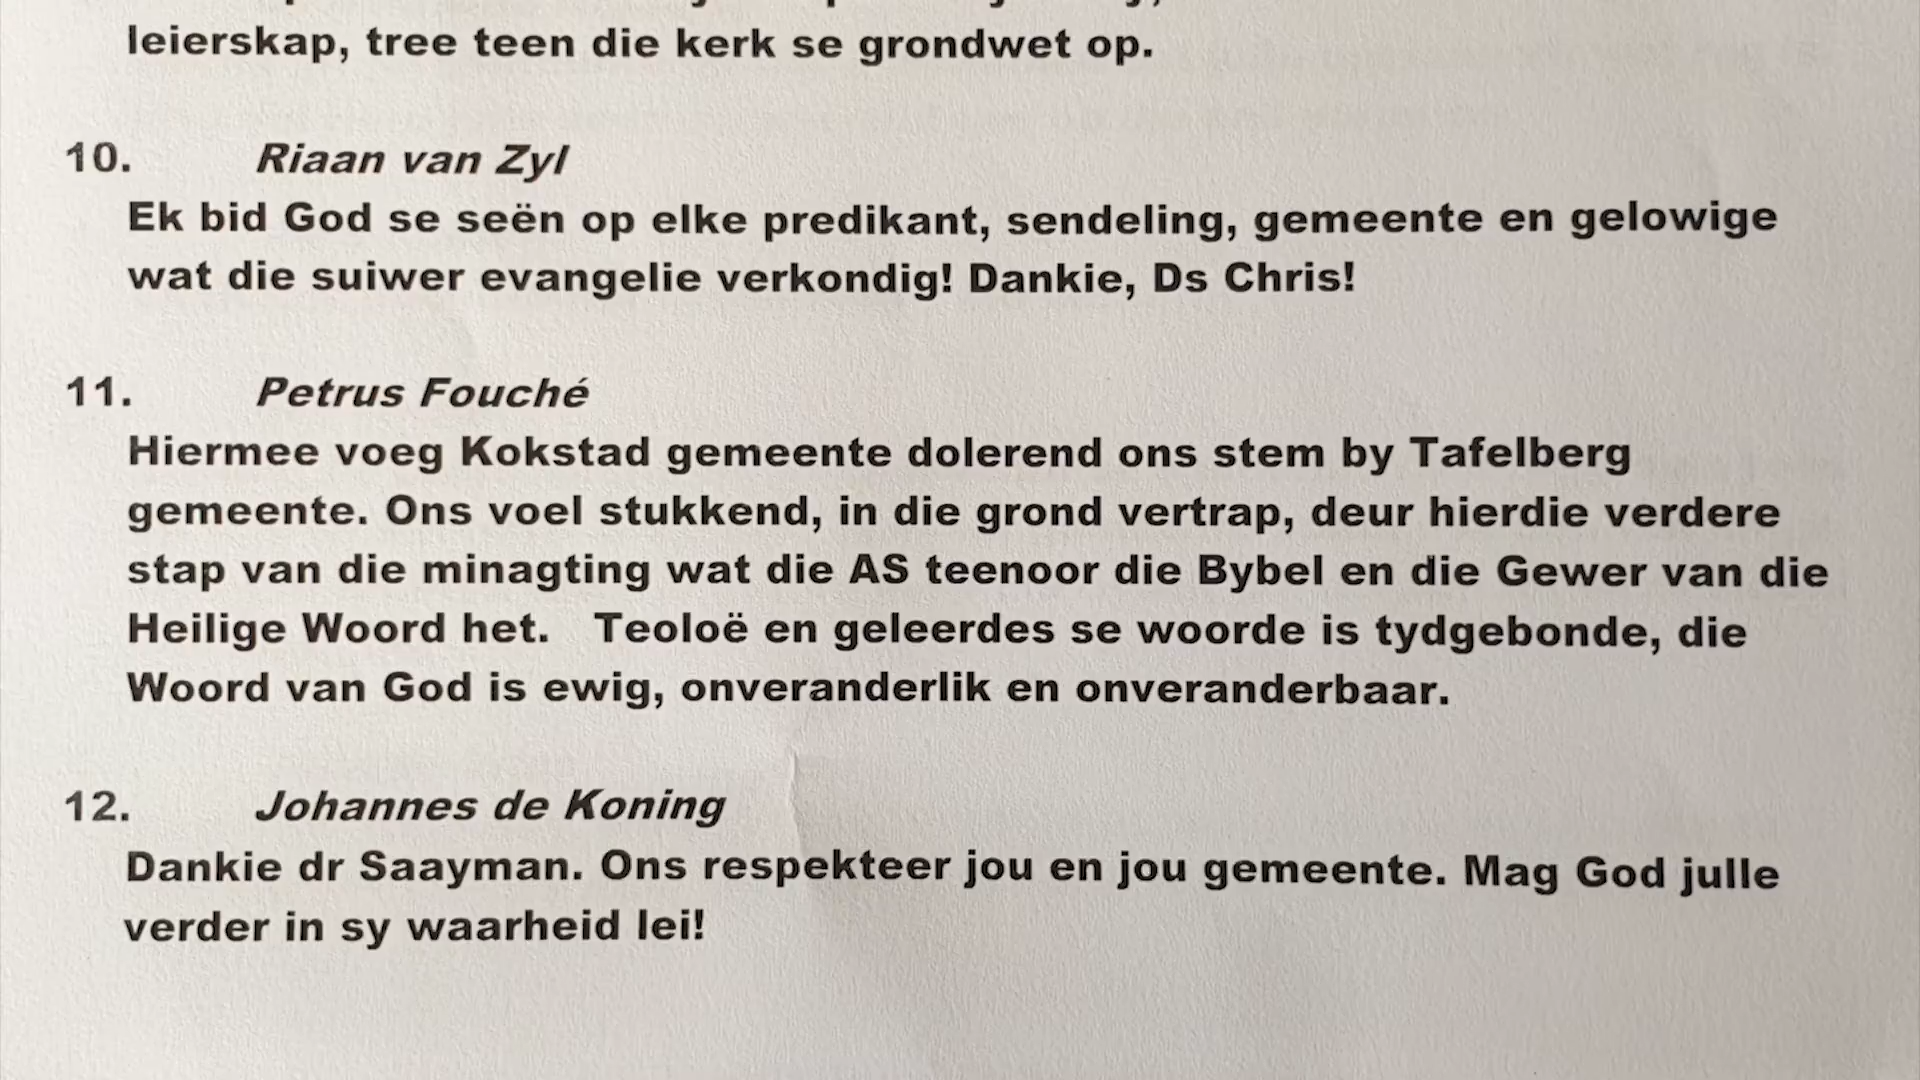 leierskap, tree teen die kerk se grondwet op.
10. Riaan van Zyl
Ek bid God se seën op elke predikant, sendeling, gemeente en gelowige
wat die suiwer evangelie verkondig! Dankie, Ds Chris!
11. Petrus Fouché
Hiermee voeg Kokstad gemeente dolerend ons stem by Tafelberg
gemeente. Ons voel stukkend, in die grond vertrap, deur hierdie verdere
stap van die minagting wat die AS teenoor die Bybel en die Gewer van die
Heilige Woord het. Teoloë en geleerdes se woorde is tydgebonde, die
Woord van God is ewig, onveranderlik en onveranderbaar.
12. Johannes de Koning
Dankie dr Saayman. Ons respekteer jou en jou gemeente. Mag God julle
verder in sy waarheid lei!